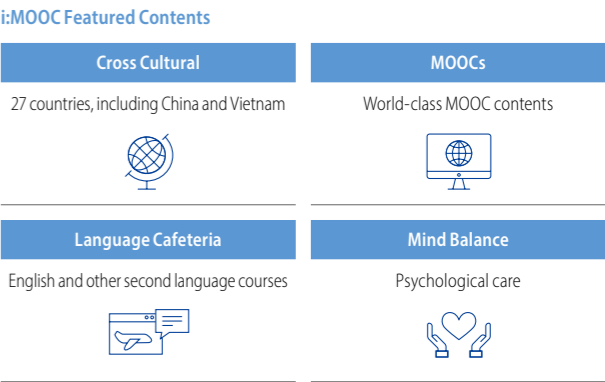 i:MOOC Featured Contents
Cross Cultural
27 countries, including China and Vietnam
MOOCs
World-class MOOC contents
Language Cafeteria
English and other second language courses
Mind Balance
Psychological care